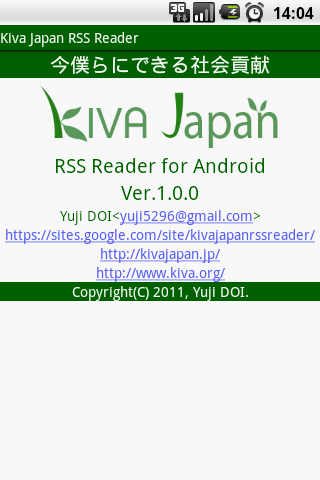 3G 14:04
Kiva Japan RSS Reader
今僕らにできる社会貢献
Kiva Japan
RSS Reader for Android
Ver.1.0.0
Yuji DOI<yuji5296@gmail.com>
https://sites.google.com/site/kivajapanrssreader/
http://kivajapan.jp/
http://www.kiva.org/
Copyright(C) 2011, Yuji DOI.